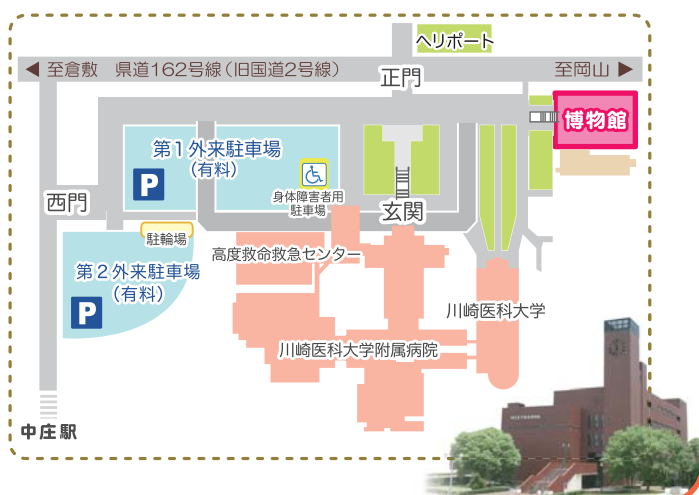 ヘリポート
◀ 至倉敷 県道162号線(旧国道2号線)
至岡山 ▶
正門
博物館
第1外来駐車場
(有料)
P
身体障害者用
駐車場
西門
玄関
駐輪場
高度救命救急センター
第2外来駐車場
(有料)
P
川崎医科大学
川崎医科大学附属病院
中庄駅